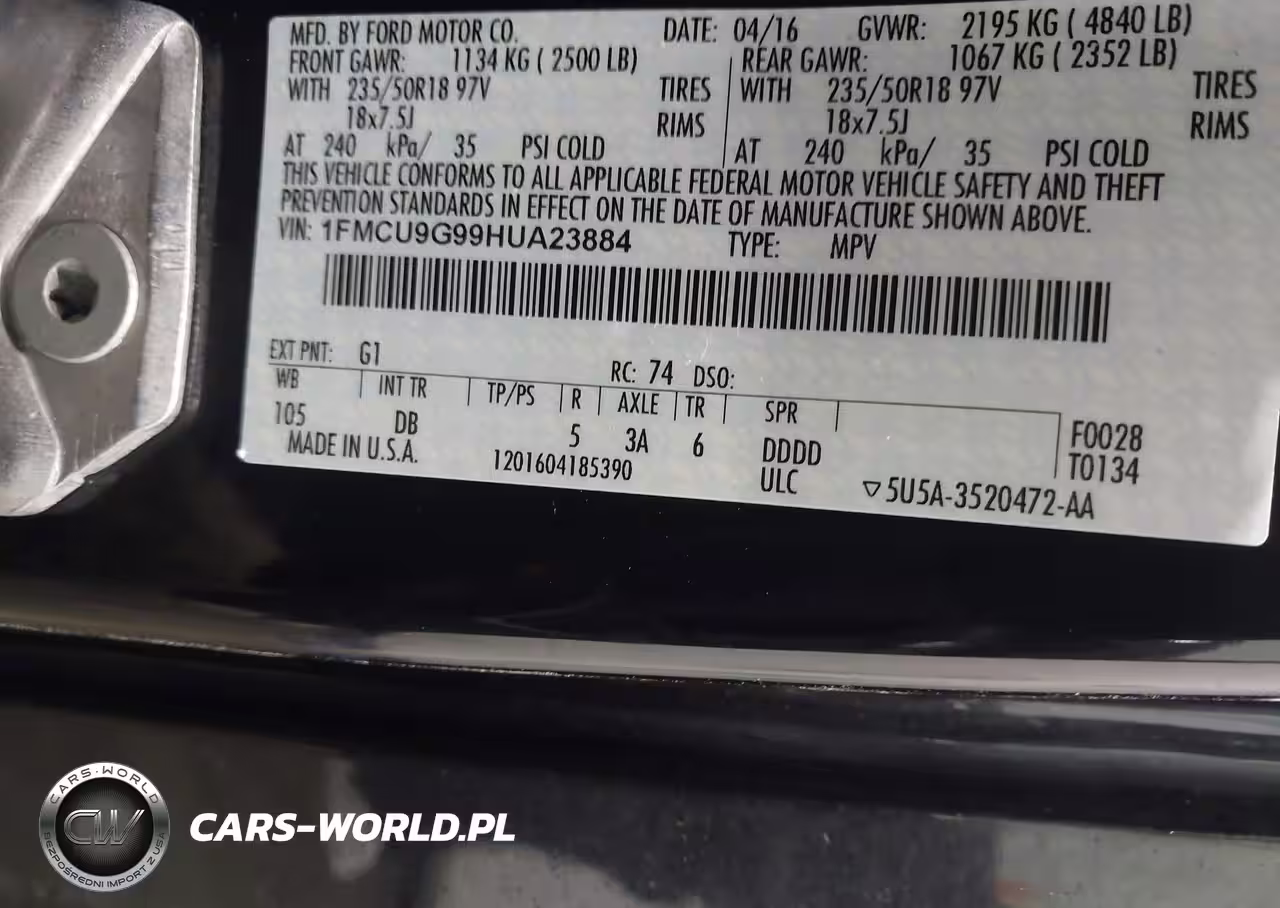 MFD. BY FORD MOTOR CO. DATE: 04/16 GVWR: 2195 KG ( 4840 LB)
FRONT GAWR: 1134 KG ( 2500 LB) REAR GAWR: 1067 KG ( 2352 LB)
WITH 235/50R18 97V TIRES WITH 235/50R18 97V TIRES
18x7.5J RIMS 18x7.5J RIMS
AT 240 kPa/ 35 PSI COLD AT 240 kPa/ 35 PSI COLD
THIS VEHICLE CONFORMS TO ALL APPLICABLE FEDERAL MOTOR VEHICLE SAFETY AND THEFT
PREVENTION STANDARDS IN EFFECT ON THE DATE OF MANUFACTURE SHOWN ABOVE.
VIN: 1FMCU9G99HUA23884 TYPE: MPV
EXT PNT: G1 RC: 74 DSO:
WB INT TR TP/PS R AXLE TR SPR
105 DB 5 3A 6 DDDD F0028
MADE IN U.S.A. 1201604185390 ULC T0134
▽5U5A-3520472-AA
CARS-WORLD
CW
BEZPOŚREDNI IMPORT Z USA
CARS-WORLD.PL